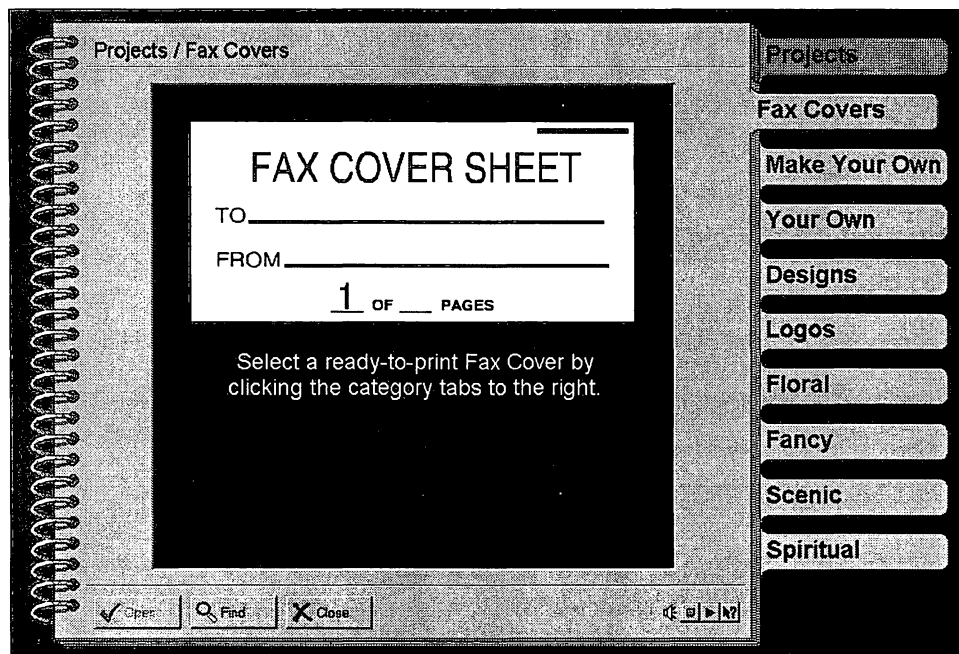 Projects / Fax Covers
FAX COVER SHEET
TO
FROM
1 OF PAGES
Select a ready-to-print Fax Cover by
clicking the category tabs to the right.
Open
Find
Close
Projects
Fax Covers
Make Your Own
Your Own
Designs
Logos
Floral
Fancy
Scenic
Spiritual